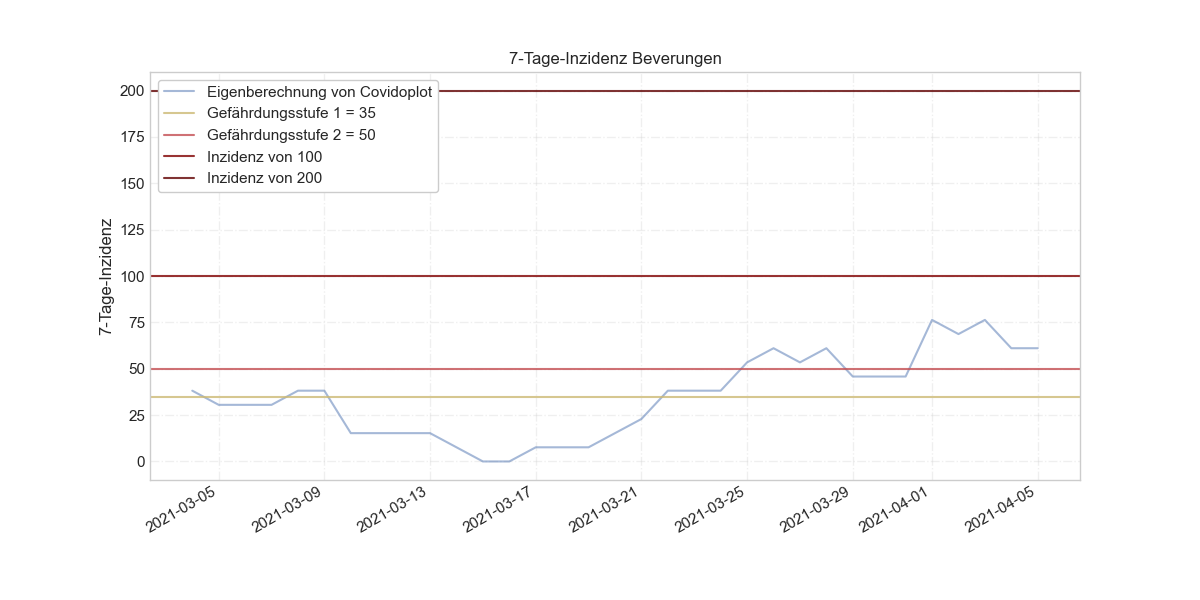 7-Tage-Inzidenz Beverungen
Eigenberechnung von Covidoplot
Gefährdungsstufe 1 = 35
Gefährdungsstufe 2 = 50
Inzidenz von 100
Inzidenz von 200
7-Tage-Inzidenz
200
175
150
125
100
75
50
25
0
2021-03-05
2021-03-09
2021-03-13
2021-03-17
2021-03-21
2021-03-25
2021-03-29
2021-04-01
2021-04-05